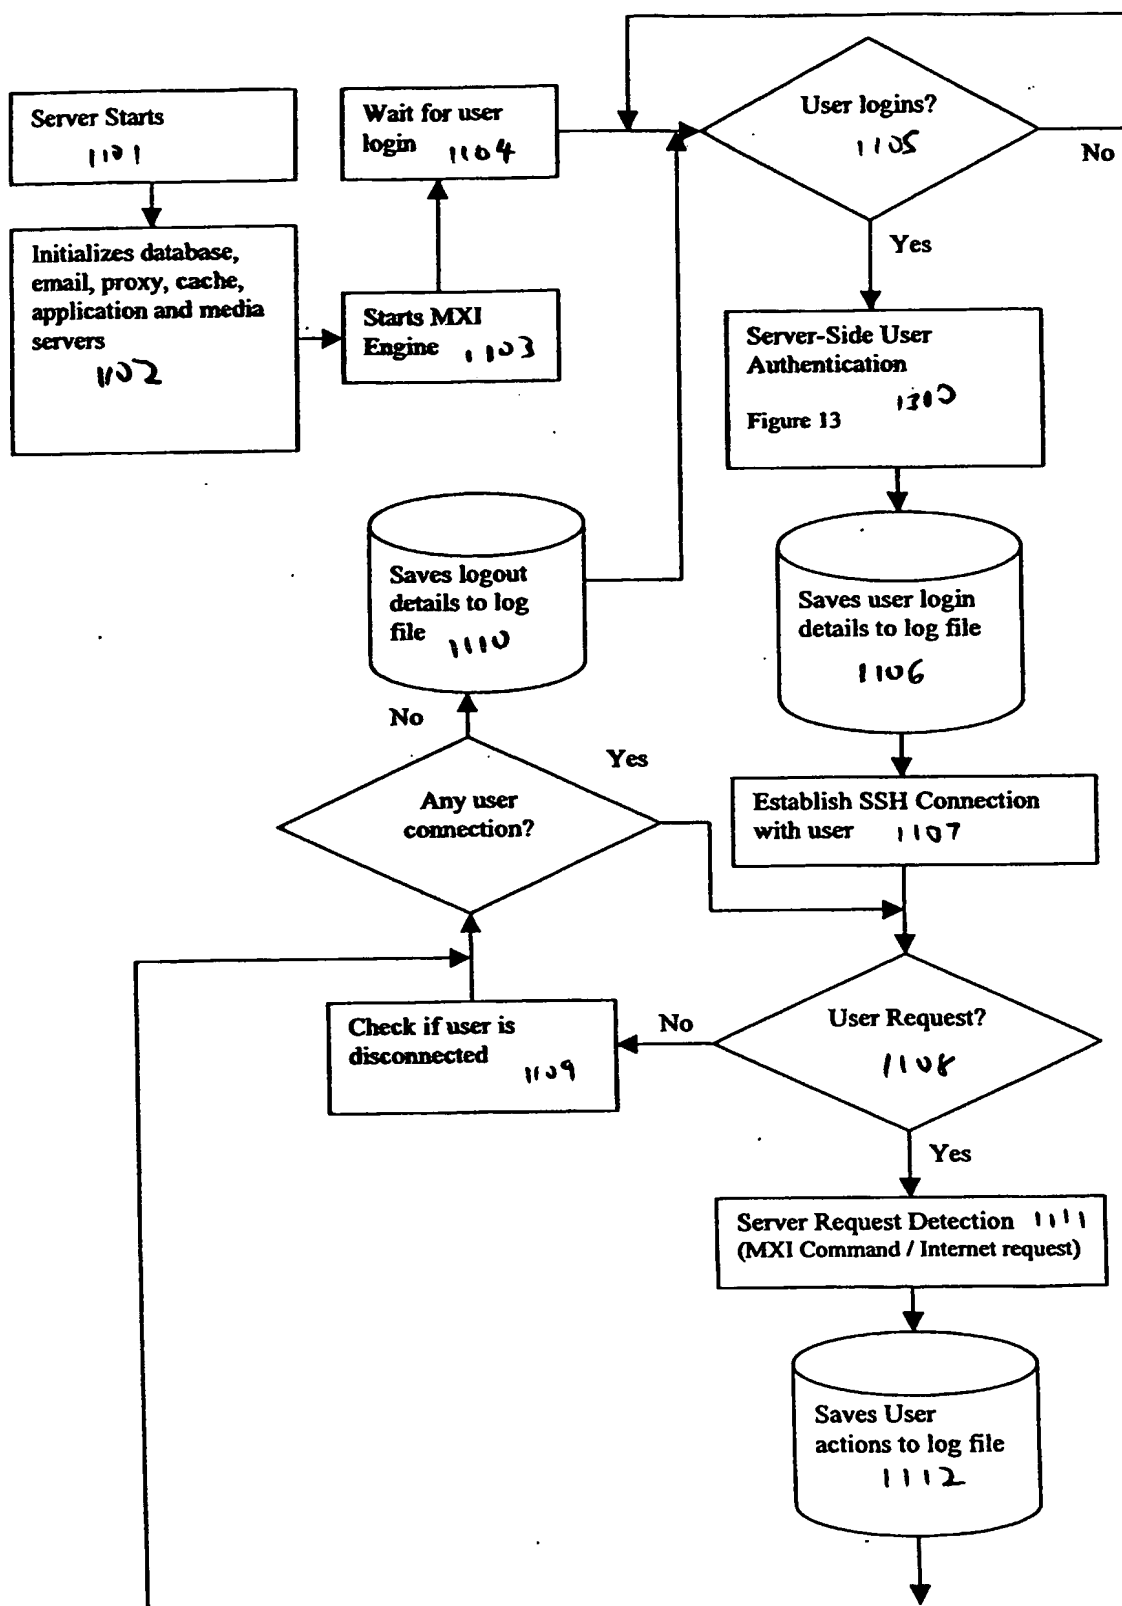 Server Starts
1101
Wait for user
login 1104
User logins?
1105
No
Yes
Initializes database,
email, proxy, cache,
application and media
servers
1102
Starts MXI
Engine 1103
Server-Side User
Authentication
1300
Figure 13
Saves logout
details to log
file 1110
Saves user login
details to log file
1106
No
Yes
Any user
connection?
Establish SSH Connection
with user 1107
Check if user is
disconnected
1109
No
User Request?
1108
Yes
Server Request Detection 1111
(MXI Command / Internet request)
Saves User
actions to log file
1112